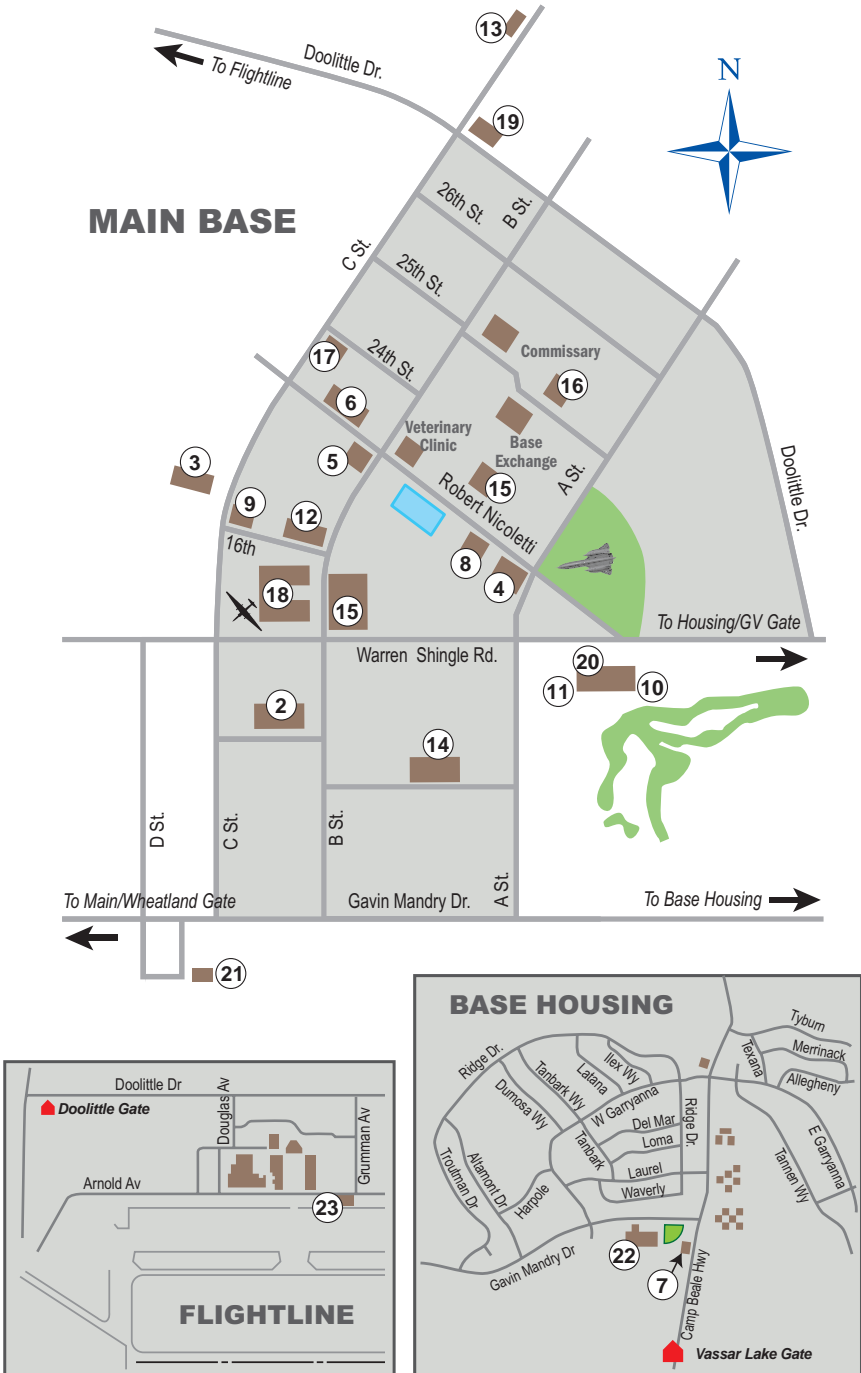 13
Doolittle Dr.
To Flightline
N
19
26th St.
B St.
MAIN BASE
C St.
25th St.
17
24th St.
Commissary
16
6
Veterinary
Clinic
Base
Exchange
5
3
15
A St.
Doolittle Dr.
Robert Nicoletti
9
12
16th
8
4
18
15
To Housing/GV Gate
Warren Shingle Rd.
20
11
10
2
14
D St.
C St.
B St.
A St.
To Main/Wheatland Gate
Gavin Mandry Dr.
To Base Housing
21
BASE HOUSING
Tyburn
Merrinack
Texana
Allegheny
Ridge Dr.
Ilex Wy
Latana
Tanbark Wy
Dumosa Wy
W Garryanna
Ridge Dr.
Del Mar
Loma
Tanbark
Laurel
Waverly
E Garryanna
Tannen Wy
Troutman Dr
Altamont Dr
Harpole
Gavin Mandry Dr
22
7
Camp Beale Hwy
Vassar Lake Gate
Doolittle Dr
Doolittle Gate
Douglas Av
Grumman Av
Arnold Av
23
FLIGHTLINE